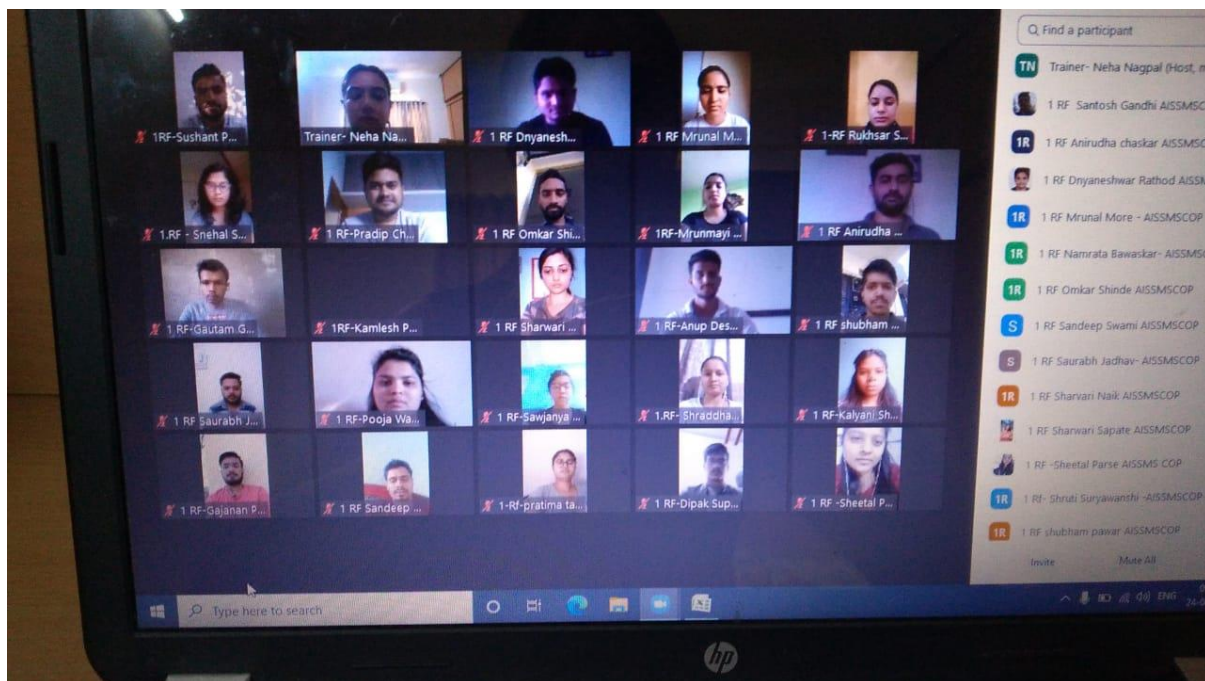 1RF-Sushant P...
Trainer- Neha Na...
1 RF Dnyanesh...
1 RF Mrunal M...
1-RF Rukhsar S...
1.RF - Snehal S...
1 RF-Pradip Ch...
1 RF Omkar Shi...
1RF-Mrunmayi ...
1 RF Anirudha ...
1 RF-Gautam G...
1RF-Kamlesh P...
1 RF Sharwari ...
1 RF-Anup Des...
1 RF shubham ...
1 RF Saurabh J...
1 RF-Pooja Wa...
1 RF-Sawjanya ...
1.RF- Shraddha...
1 RF-Kalyani Sh...
1 RF-Gajanan P...
1 RF Sandeep ...
1-Rf-pratima ta...
1 RF-Dipak Sup...
1 RF -Sheetal P...
Find a participant
TN Trainer- Neha Nagpal (Host, m
1 RF Santosh Gandhi AISSMSC
1R 1 RF Anirudha chaskar AISSMSC
1 RF Dnyaneshwar Rathod AISSM
1R 1 RF Mrunal More - AISSMSCOP
1R 1 RF Namrata Bawaskar- AISSMS
1R 1 RF Omkar Shinde AISSMSCOP
S 1 RF Sandeep Swami AISSMSCOP
S 1 RF Saurabh Jadhav- AISSMSCOP
1R 1 RF Sharvari Naik AISSMSCOP
1 RF Sharwari Sapate AISSMSCOP
1 RF -Sheetal Parse AISSMS COP
1R 1 Rf- Shruti Suryawanshi -AISSMSCOP
1R 1 RF shubham pawar AISSMSCOP
Invite Mute All
Type here to search
ENG
hp